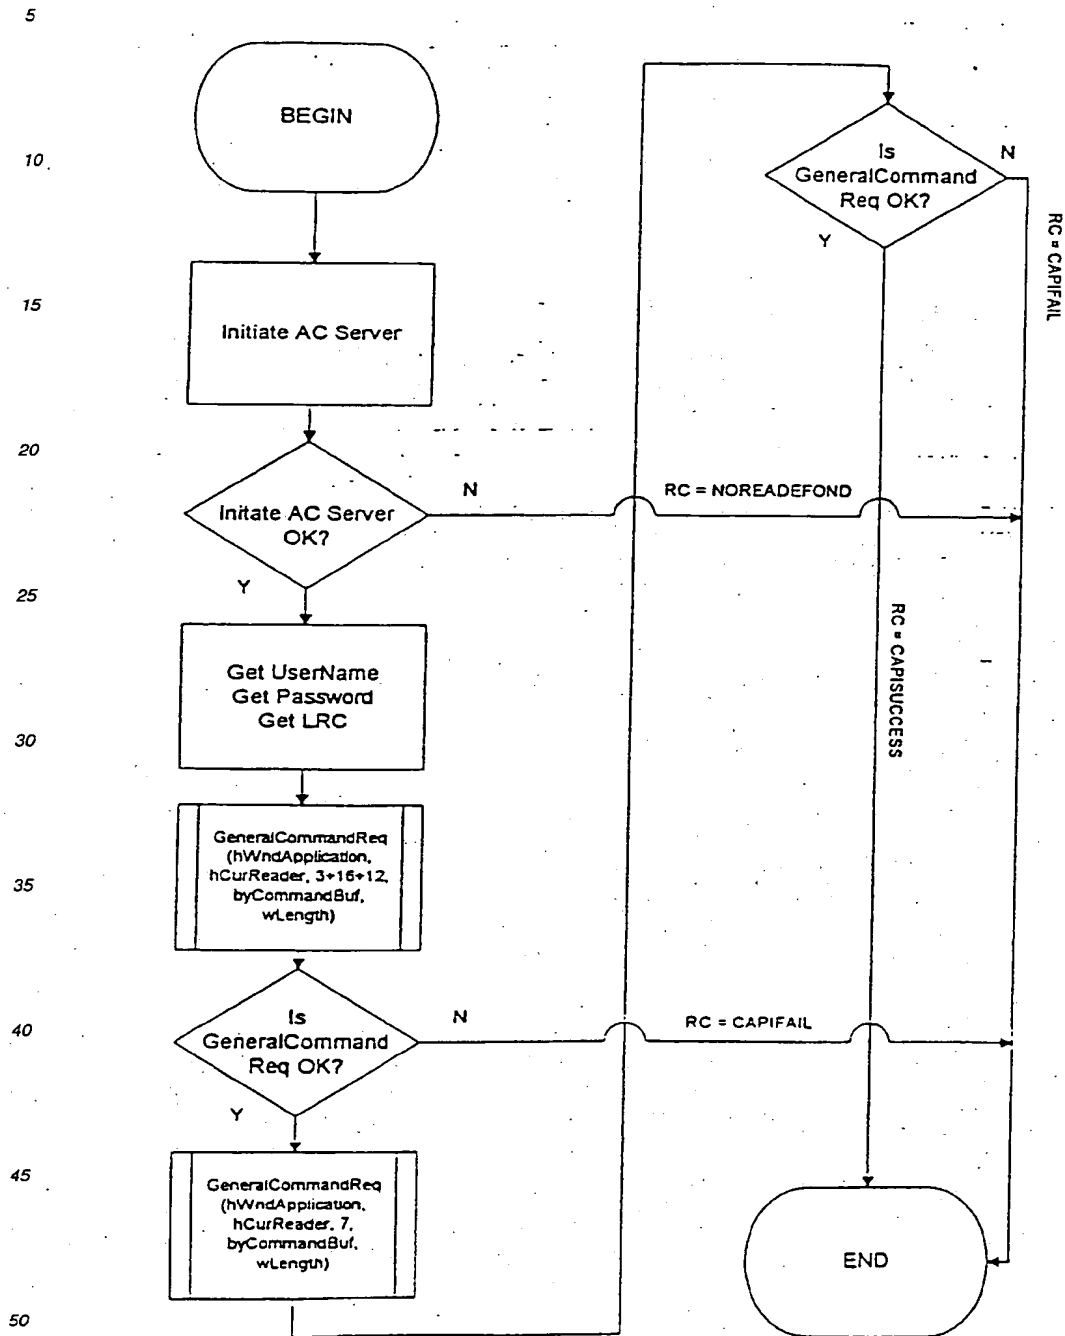 5
BEGIN
10
Initiate AC Server
15
20
Initate AC Server
OK?
N
RC = NOREADEFOND
Y
25
Get UserName
Get Password
Get LRC
30
GeneralCommandReq
(hWndApplication,
hCurReader, 3+16+12,
byCommandBuf,
wLength)
35
Is
GeneralCommand
Req OK?
N
RC = CAPIFAIL
40
Y
GeneralCommandReq
(hWndApplication,
hCurReader, 7,
byCommandBuf,
wLength)
45
50
Is
GeneralCommand
Req OK?
N
Y
RC = CAPIFAIL
RC = CAPISUCCESS
END